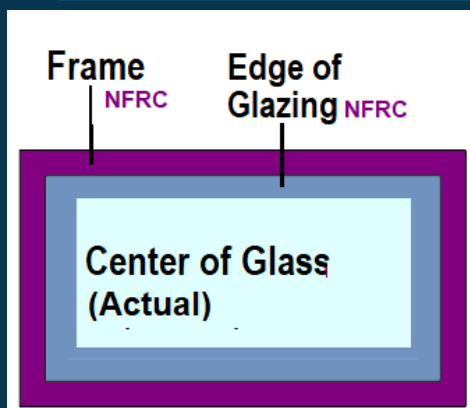 Frame
NFRC
Edge of
Glazing NFRC
Center of Glass
(Actual)